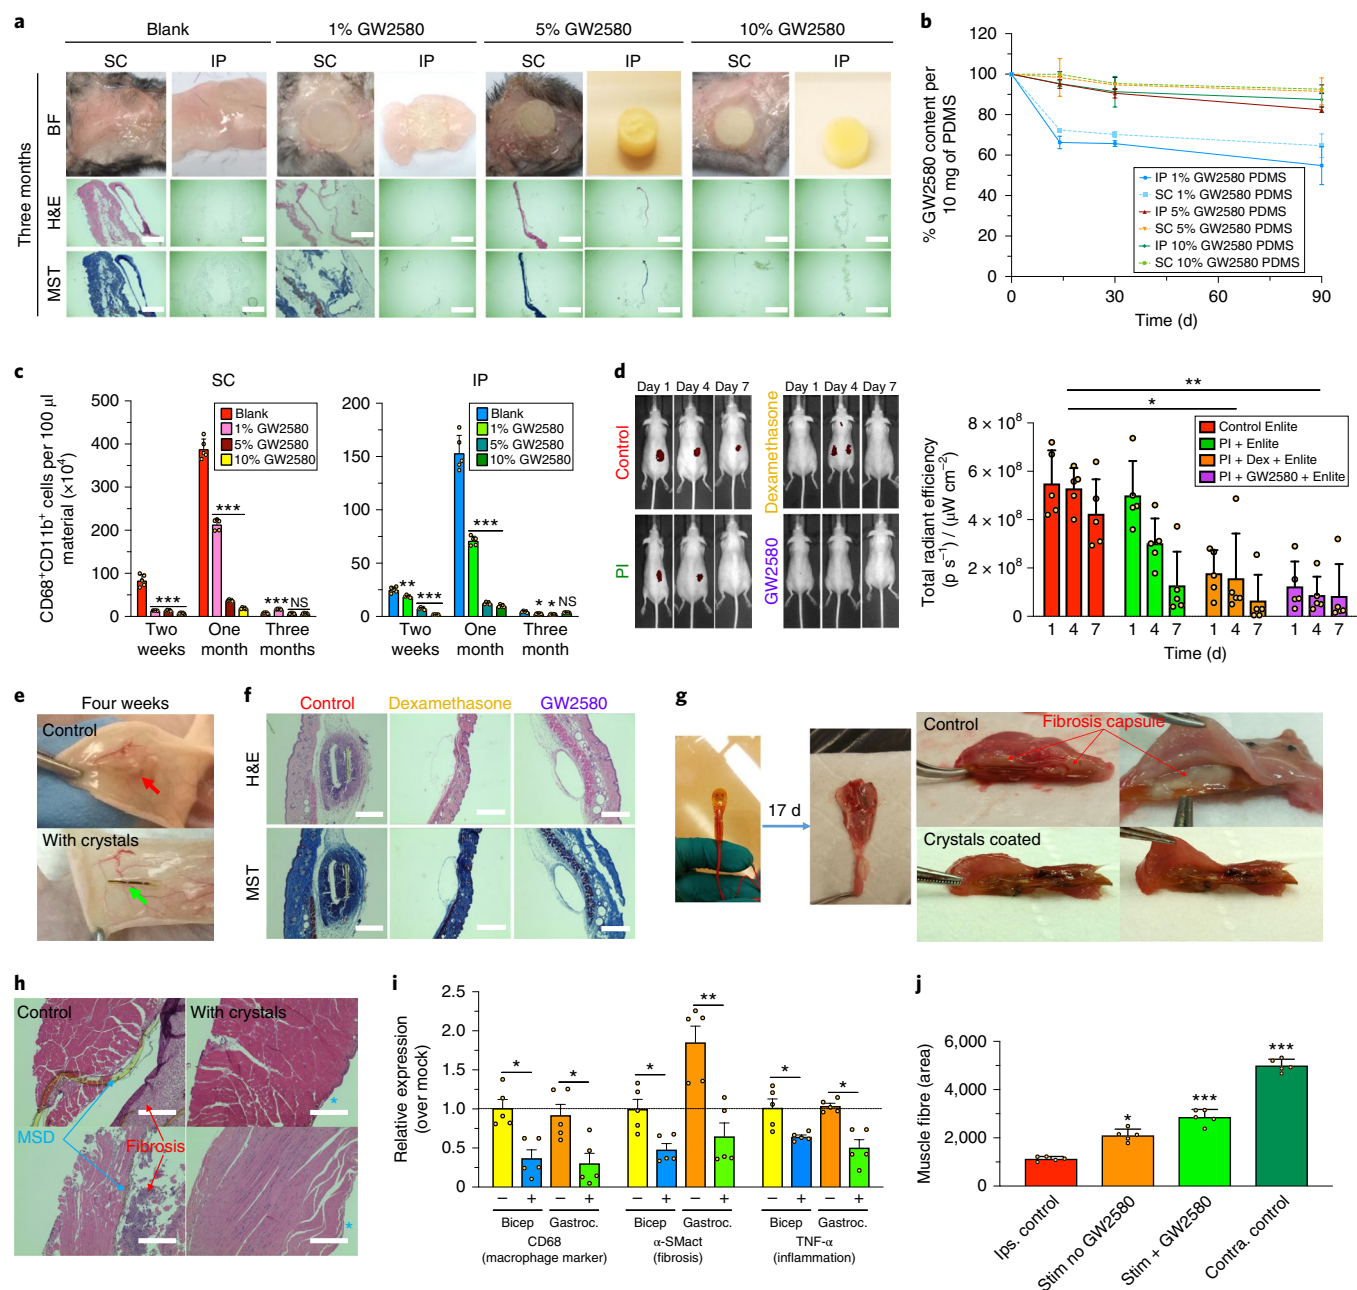 a
Blank
1% GW2580
5% GW2580
10% GW2580
SC
IP
SC
IP
SC
IP
SC
IP
Three months
BF
H&E
MST
b
% GW2580 content per
10 mg of PDMS
120
100
80
60
40
20
0
0
30
60
90
Time (d)
IP 1% GW2580 PDMS
SC 1% GW2580 PDMS
IP 5% GW2580 PDMS
SC 5% GW2580 PDMS
IP 10% GW2580 PDMS
SC 10% GW2580 PDMS
c
CD68⁺CD11b⁺ cells per 100 μl
material (×10⁴)
SC
500
400
300
200
100
0
Blank
1% GW2580
5% GW2580
10% GW2580
***
***
***
NS
Two
weeks
One
month
Three
months
IP
200
150
100
50
0
Blank
1% GW2580
5% GW2580
10% GW2580
**
***
***
*
*
NS
Two
weeks
One
month
Three
month
d
Day 1
Day 4
Day 7
Day 1
Day 4
Day 7
Control
Dexamethasone
PI
GW2580
Total radiant efficiency
(p s⁻¹) / (μW cm⁻²)
8 × 10⁸
6 × 10⁸
4 × 10⁸
2 × 10⁸
0
**
*
Control Enlite
PI + Enlite
PI + Dex + Enlite
PI + GW2580 + Enlite
1 4 7
1 4 7
1 4 7
1 4 7
Time (d)
e
Four weeks
Control
With crystals
f
Control
Dexamethasone
GW2580
H&E
MST
g
17 d
Control
Fibrosis capsule
Crystals coated
h
Control
With crystals
MSD
Fibrosis
*
*
i
Relative expression
(over mock)
2.5
2.0
1.5
1.0
0.5
0
*
*
*
**
*
*
− + − +
− + − +
− + − +
Bicep
Gastroc.
Bicep
Gastroc.
Bicep
Gastroc.
CD68
(macrophage marker)
α-SMact
(fibrosis)
TNF-α
(inflammation)
j
Muscle fibre (area)
6,000
4,000
2,000
0
*
***
***
Ips. control
Stim no GW2580
Stim + GW2580
Contra. control